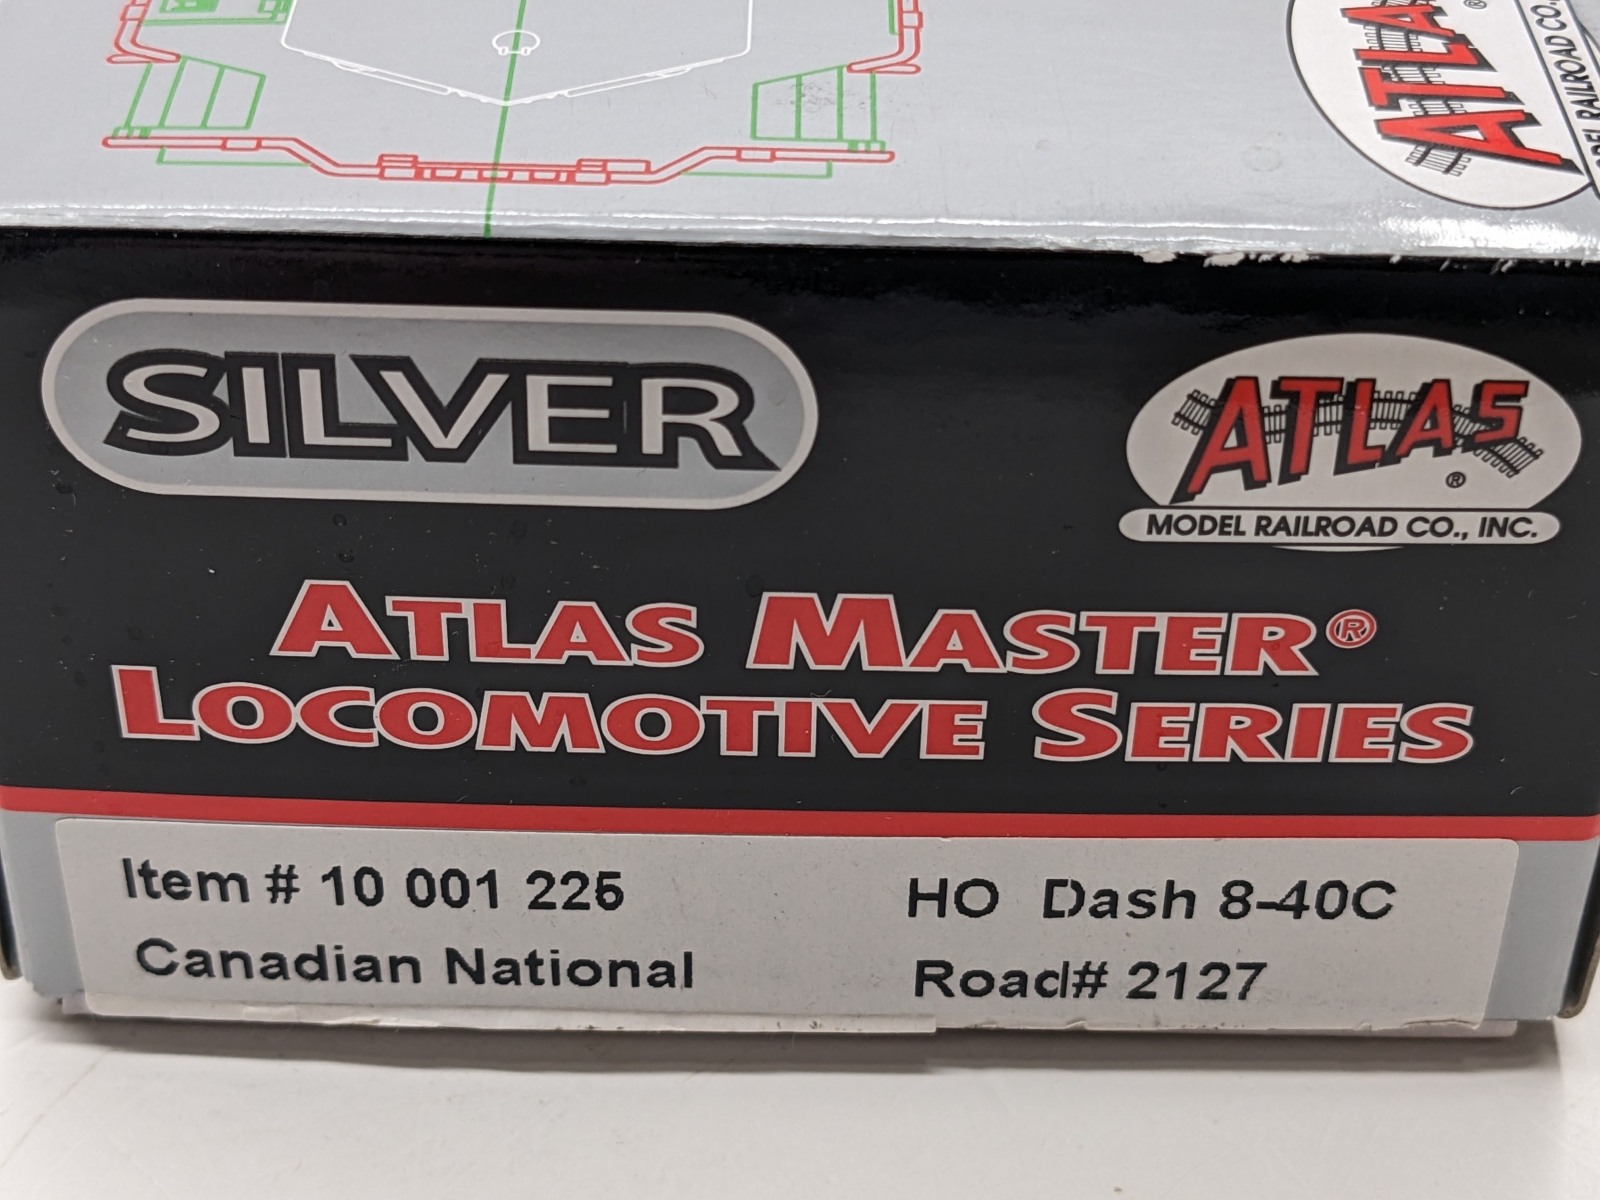 ATLAS ®
DEL RAILROAD CO.,
SILVER
ATLAS ®
MODEL RAILROAD CO., INC.
ATLAS MASTER®
LOCOMOTIVE SERIES
Item # 10 001 225 HO Dash 8-40C
Canadian National Road# 2127